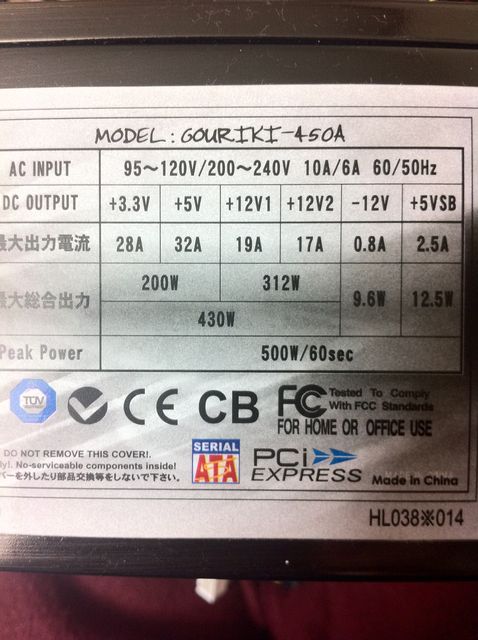 MODEL: GOURIKI-450A
AC INPUT 95～120V/200～240V 10A/6A 60/50Hz
DC OUTPUT +3.3V +5V +12V1 +12V2 -12V +5VSB
最大出力電流 28A 32A 19A 17A 0.8A 2.5A
最大総合出力 200W 312W 9.6W 12.5W
430W
Peak Power 500W/60sec
TÜV CE CB FC Tested To Comply
With FCC Standards
FOR HOME OR OFFICE USE
DO NOT REMOVE THIS COVER!.
ly!. No-serviceable components inside!
バーを外したり部品交換等をしないで下さい。
SERIAL
ATA
PCi
EXPRESS
Made in China
HL038※014